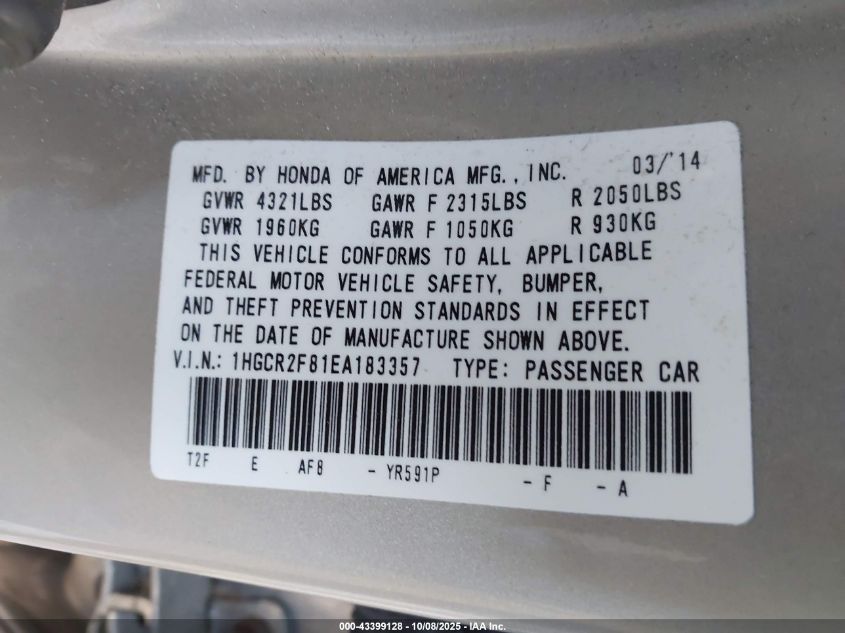 MFD. BY HONDA OF AMERICA MFG., INC. 03/'14
GVWR 4321LBS GAWR F 2315LBS R 2050LBS
GVWR 1960KG GAWR F 1050KG R 930KG
THIS VEHICLE CONFORMS TO ALL APPLICABLE
FEDERAL MOTOR VEHICLE SAFETY, BUMPER,
AND THEFT PREVENTION STANDARDS IN EFFECT
ON THE DATE OF MANUFACTURE SHOWN ABOVE.
V.I.N.: 1HGCR2F81EA183357 TYPE: PASSENGER CAR
T2F E AF8 - YR591P - F - A
000-43399128 - 10/08/2025 - IAA Inc.